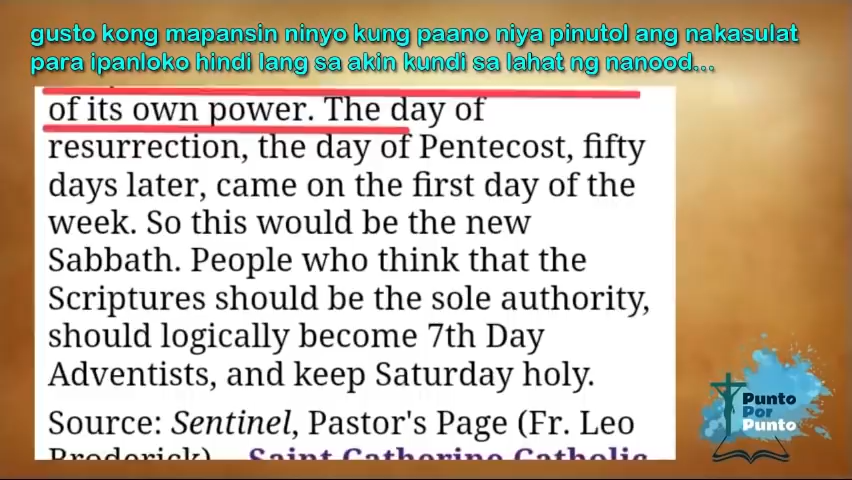 gusto kong mapansin ninyo kung paano niya pinutol ang nakasulat
para ipanloko hindi lang sa akin kundi sa lahat ng nanood...
of its own power. The day of
resurrection, the day of Pentecost, fifty
days later, came on the first day of the
week. So this would be the new
Sabbath. People who think that the
Scriptures should be the sole authority,
should logically become 7th Day
Adventists, and keep Saturday holy.
Source: Sentinel, Pastor's Page (Fr. Leo
Broderick) Saint Catherine Catholic
Punto
Por
Punto